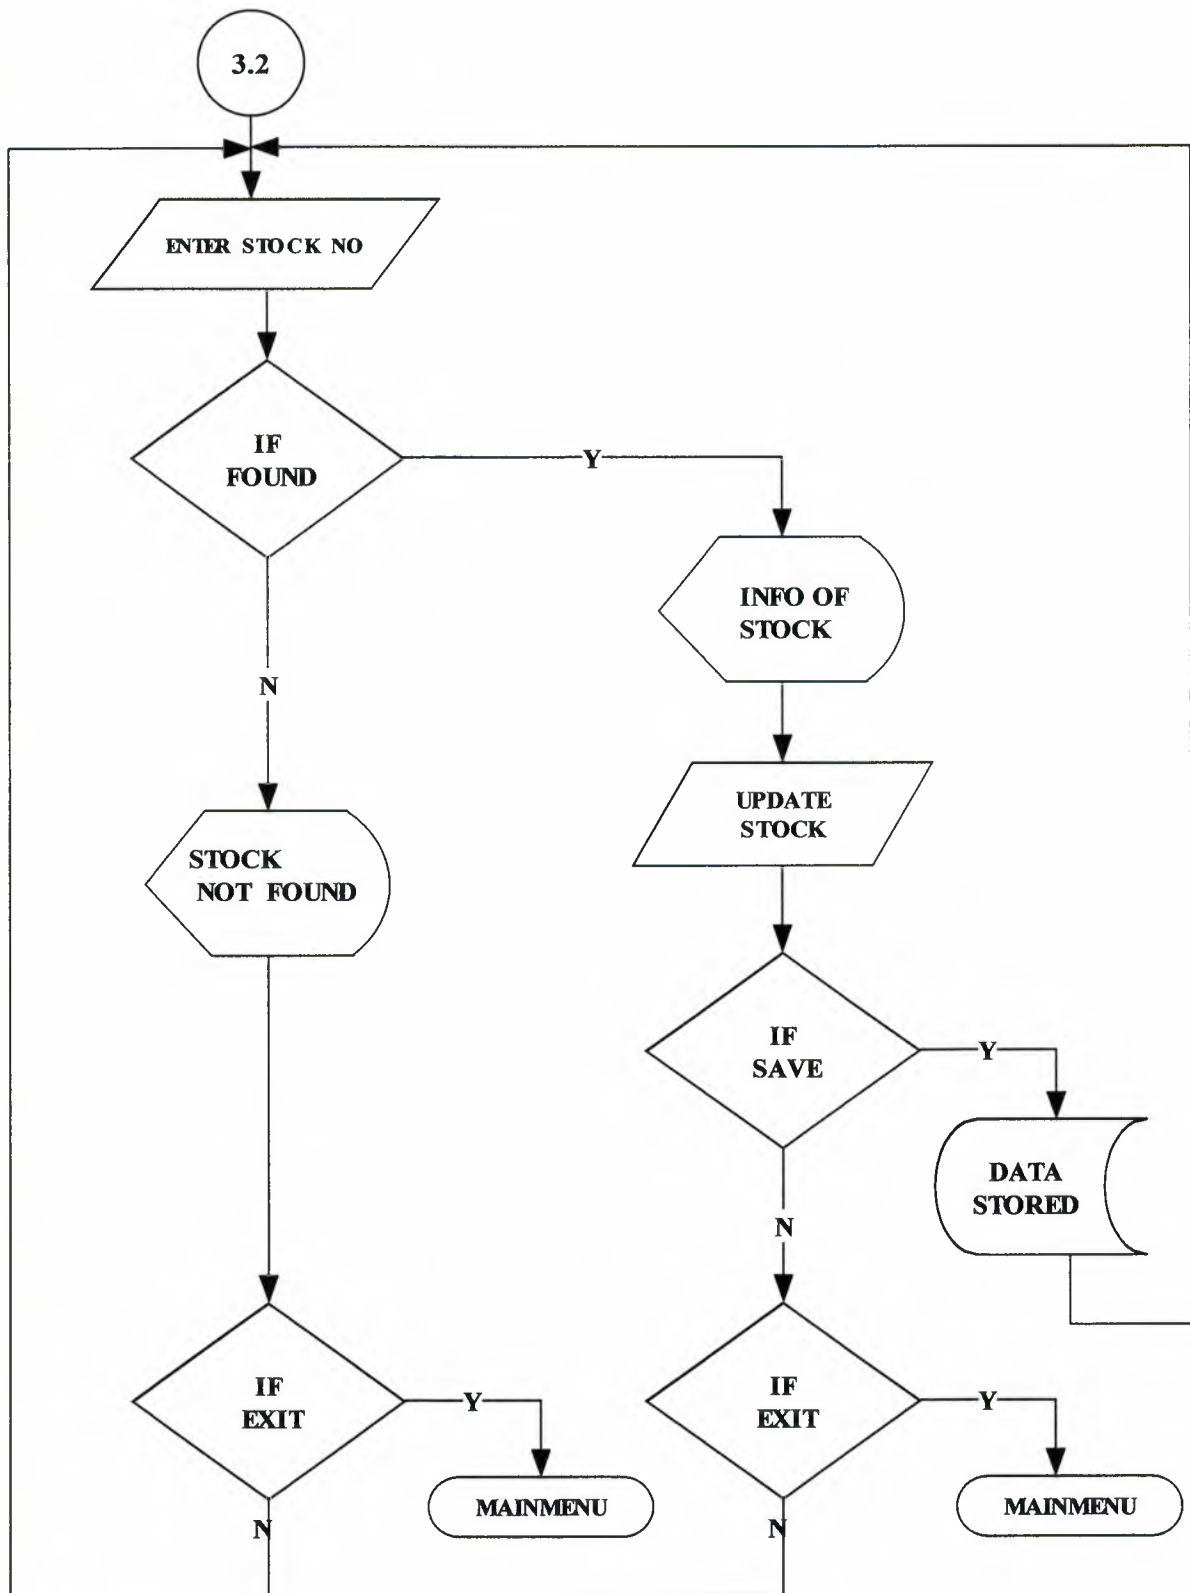 3.2
ENTER STOCK NO
IF
FOUND
Y
INFO OF
STOCK
N
UPDATE
STOCK
STOCK
NOT FOUND
IF
SAVE
Y
DATA
STORED
N
IF
EXIT
Y
MAINMENU
N
IF
EXIT
Y
MAINMENU
N